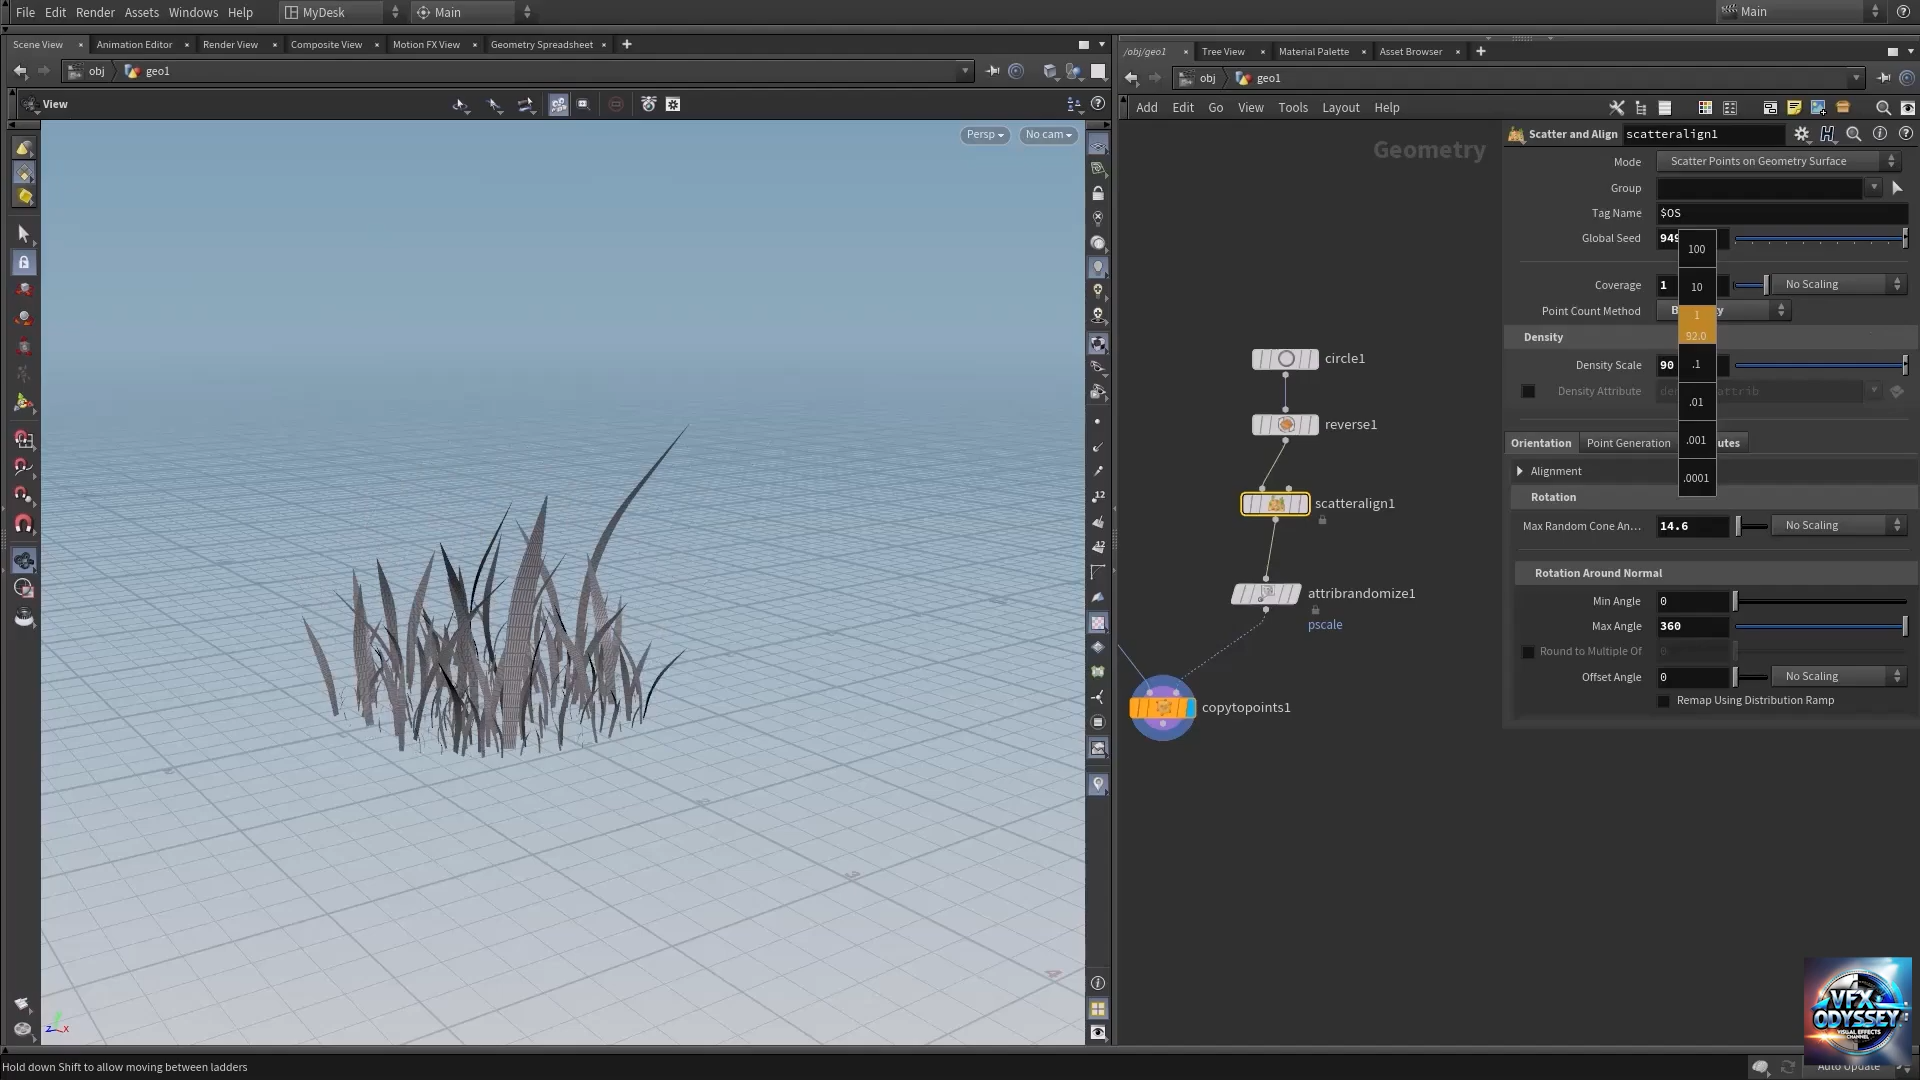 File Edit Render Assets Windows Help MyDesk Main Main
Scene View Animation Editor Render View Composite View Motion FX View Geometry Spreadsheet
obj geo1
View
Persp No cam
/obj/geo1 Tree View Material Palette Asset Browser
obj geo1
Add Edit Go View Tools Layout Help
Geometry
circle1
reverse1
scatteralign1
attribrandomize1
pscale
copytopoints1
Scatter and Align scatteralign1
Mode Scatter Points on Geometry Surface
Group
Tag Name $OS
Global Seed 949
Coverage 1 No Scaling
Point Count Method
Density
Density Scale 90
Density Attribute
100
10
1
92.0
.1
.01
.001
.0001
Orientation Point Generation
Alignment
Rotation
Max Random Cone An... 14.6 No Scaling
Rotation Around Normal
Min Angle 0
Max Angle 360
Round to Multiple Of
Offset Angle 0 No Scaling
Remap Using Distribution Ramp
VFX
ODYSSEY
VISUAL EFFECTS
Hold down Shift to allow moving between ladders
Auto Update